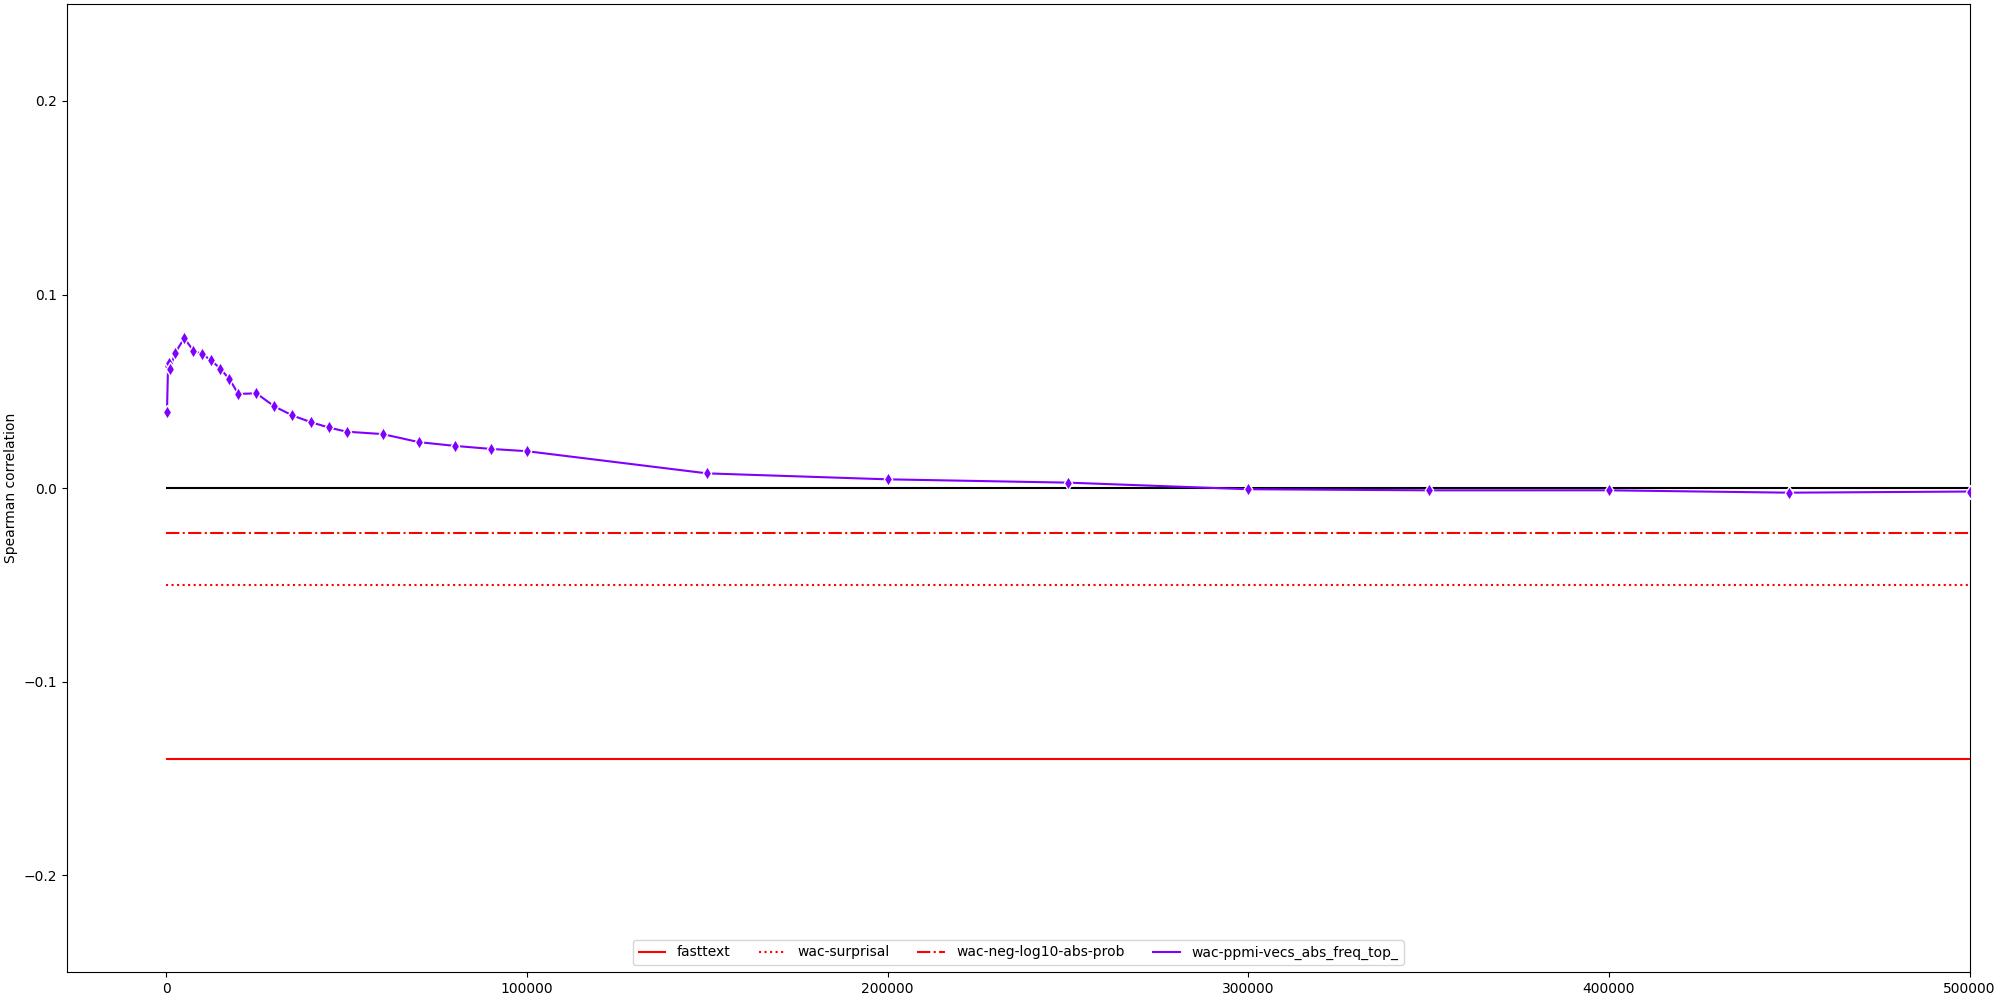 0.2
0.1
0.0
−0.1
−0.2
Spearman correlation
fasttext wac-surprisal wac-neg-log10-abs-prob wac-ppmi-vecs_abs_freq_top_
0 100000 200000 300000 400000 500000